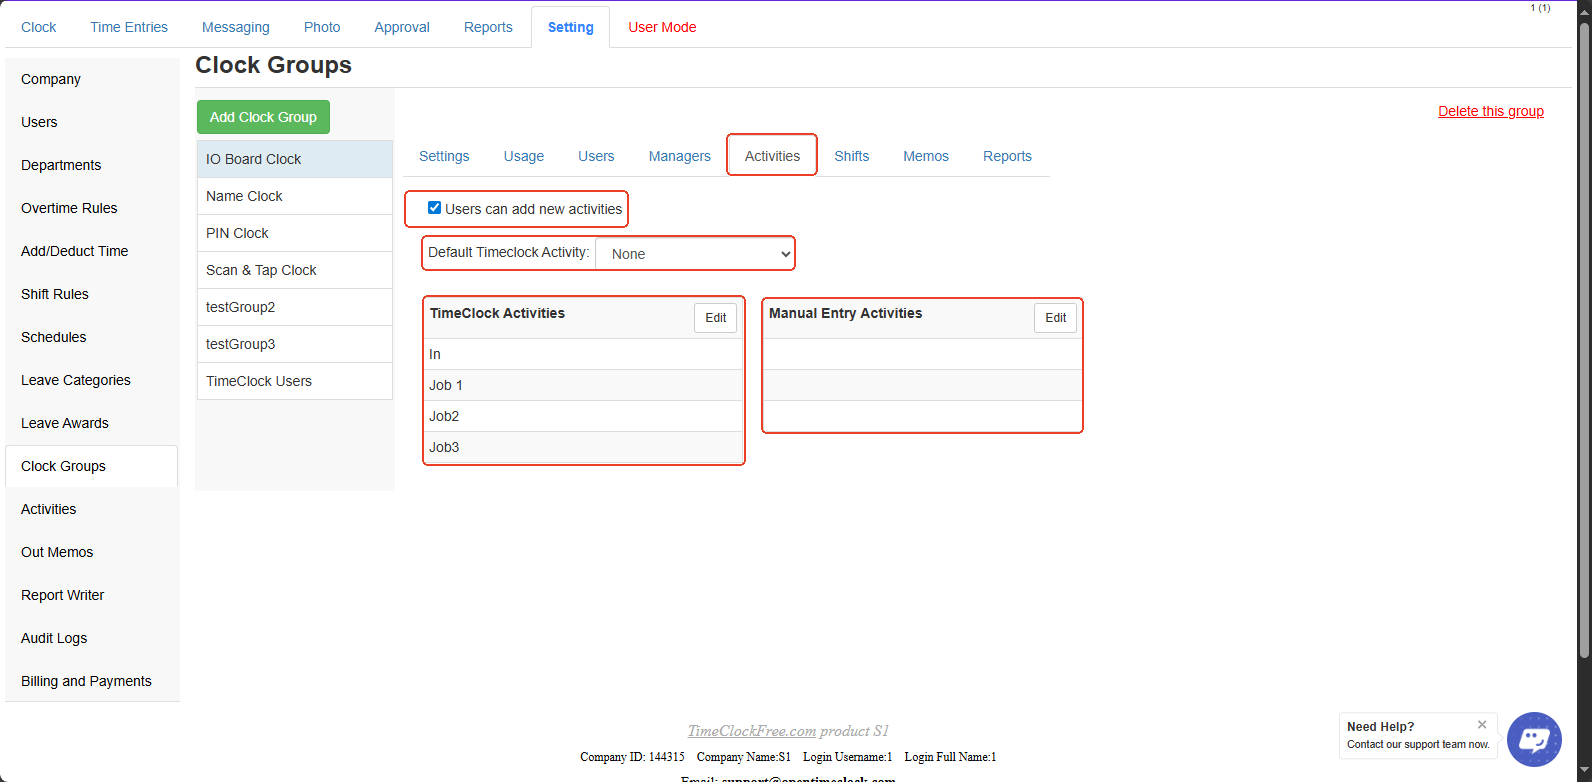 1 (1)
Clock Time Entries Messaging Photo Approval Reports Setting User Mode
Clock Groups
Company
Users
Departments
Overtime Rules
Add/Deduct Time
Shift Rules
Schedules
Leave Categories
Leave Awards
Clock Groups
Activities
Out Memos
Report Writer
Audit Logs
Billing and Payments
Add Clock Group
IO Board Clock
Name Clock
PIN Clock
Scan & Tap Clock
testGroup2
testGroup3
TimeClock Users
Delete this group
Settings Usage Users Managers Activities Shifts Memos Reports
Users can add new activities
Default Timeclock Activity: None
TimeClock Activities Edit
In
Job 1
Job2
Job3
Manual Entry Activities Edit
TimeClockFree.com product S1
Company ID: 144315 Company Name:S1 Login Username:1 Login Full Name:1
Email: support@opentimeclock.com
Need Help?
Contact our support team now.